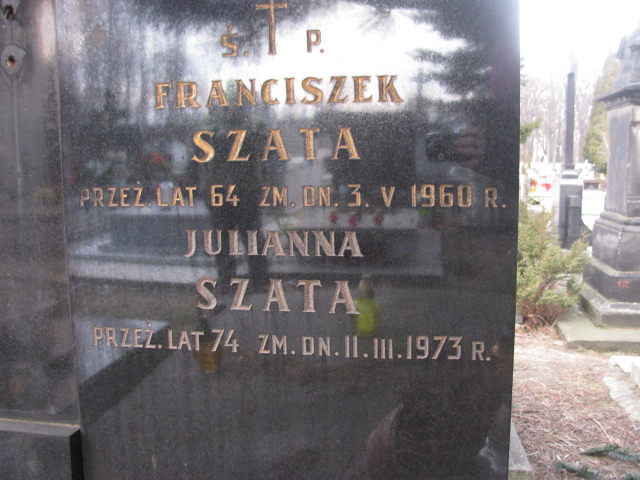 Ś. P.
FRANCISZEK
SZATA
PRZEŻ. LAT 64 ZM. DN. 3. V 1960 R.
JULIANNA
SZATA
PRZEŻ. LAT 74 ZM. DN. 11. III. 1973 R.